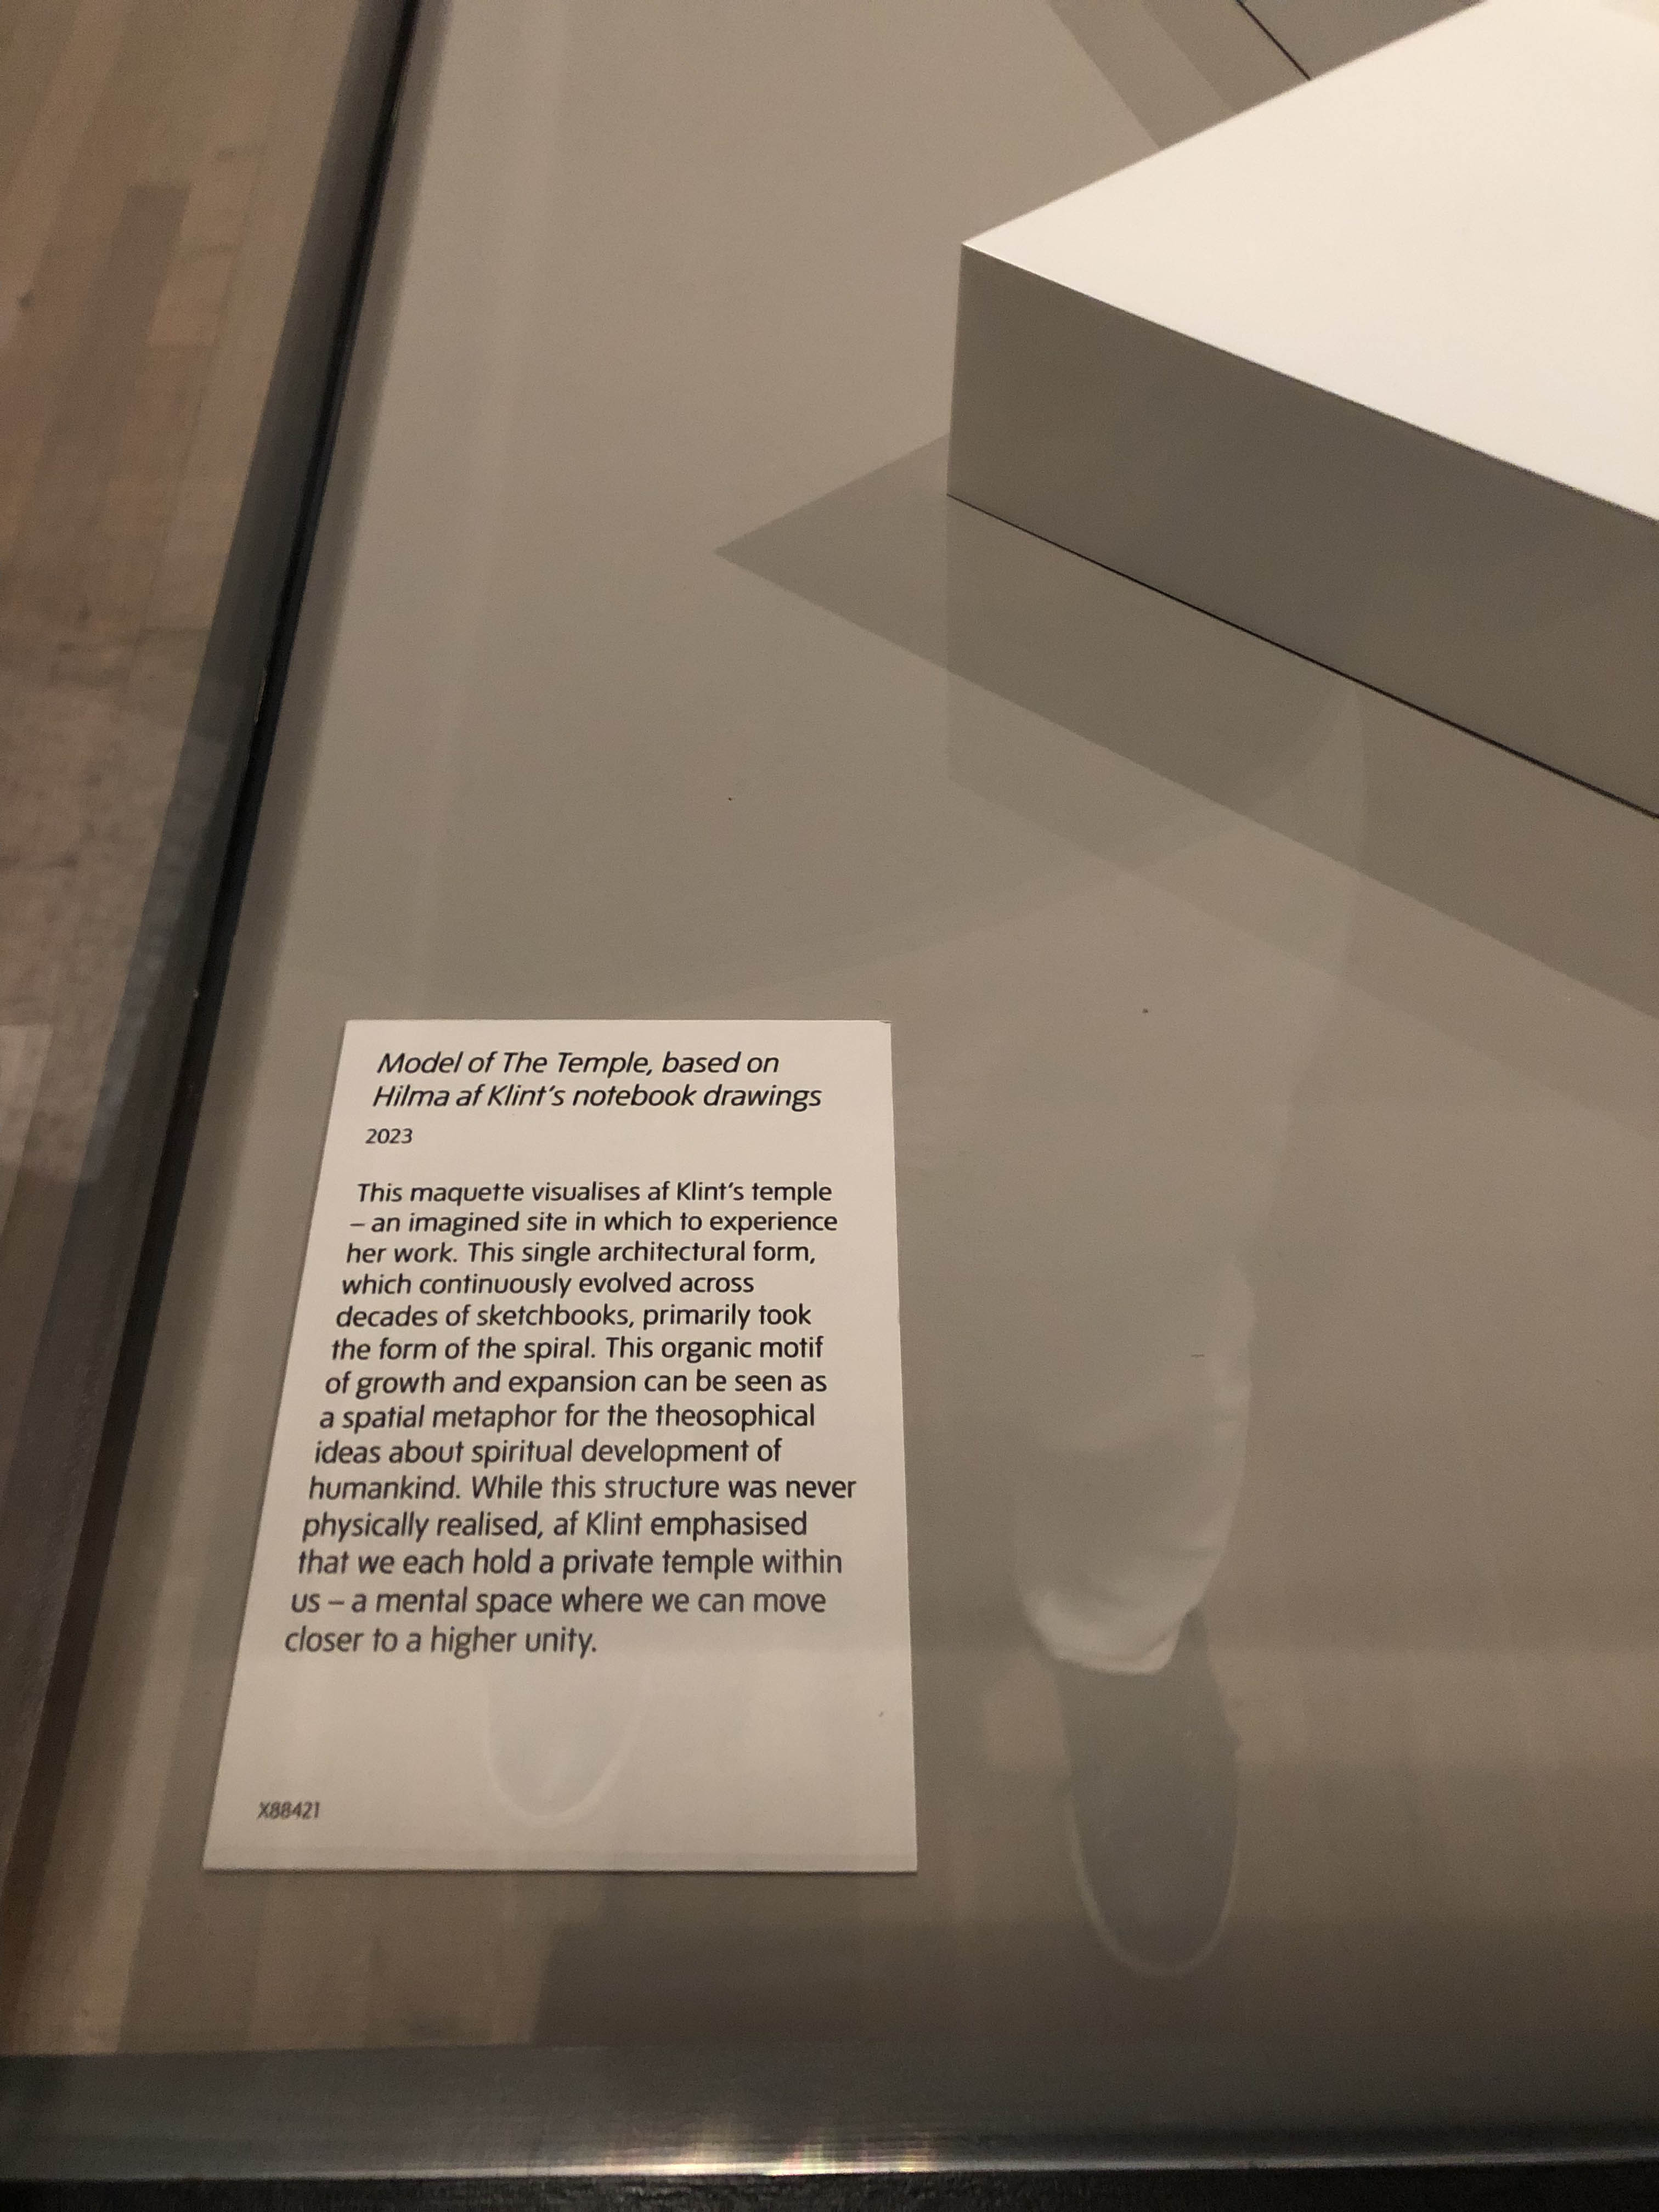 Model of The Temple, based on
Hilma af Klint's notebook drawings
2023
This maquette visualises af Klint's temple
– an imagined site in which to experience
her work. This single architectural form,
which continuously evolved across
decades of sketchbooks, primarily took
the form of the spiral. This organic motif
of growth and expansion can be seen as
a spatial metaphor for the theosophical
ideas about spiritual development of
humankind. While this structure was never
physically realised, af Klint emphasised
that we each hold a private temple within
us – a mental space where we can move
closer to a higher unity.
X88421